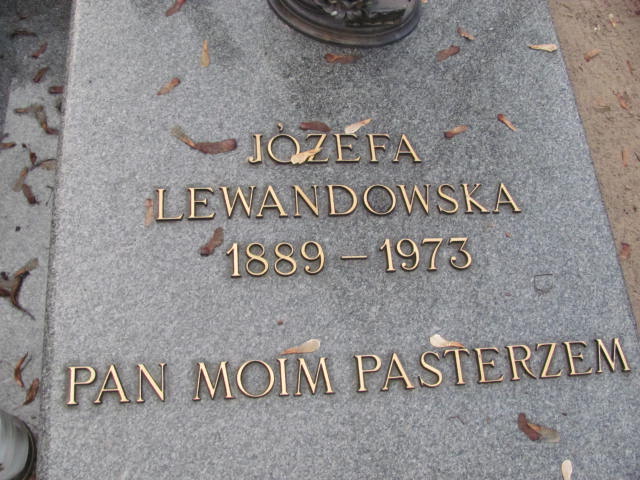 JÓZEFA
LEWANDOWSKA
1889 – 1973
PAN MOIM PASTERZEM